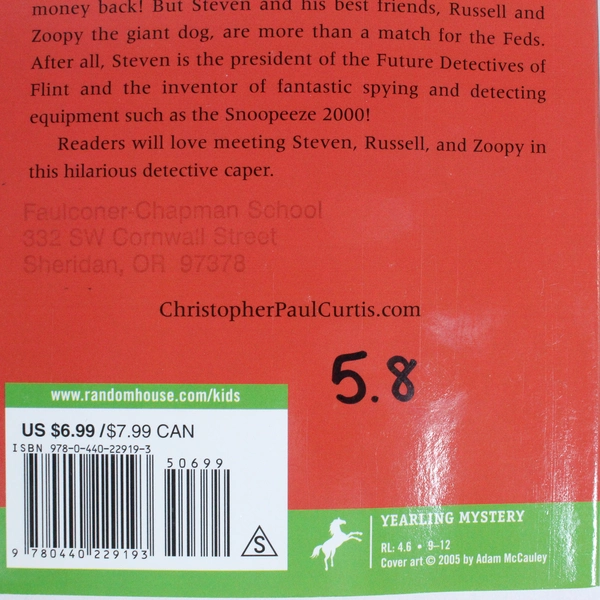 money back! But Steven and his best friends, Russell and
Zoopy the giant dog, are more than a match for the Feds.
After all, Steven is the president of the Future Detectives of
Flint and the inventor of fantastic spying and detecting
equipment such as the Snoopeeze 2000!
Readers will love meeting Steven, Russell, and Zoopy in
this hilarious detective caper.
Faulconer-Chapman School
332 SW Cornwall Street
Sheridan, OR 97378
ChristopherPaulCurtis.com
5.8
www.randomhouse.com/kids
US $6.99 / $7.99 CAN
ISBN 978-0-440-22919-3
50699
9 780440 229193
S
YEARLING MYSTERY
RL: 4.6 • 9–12
Cover art © 2005 by Adam McCauley